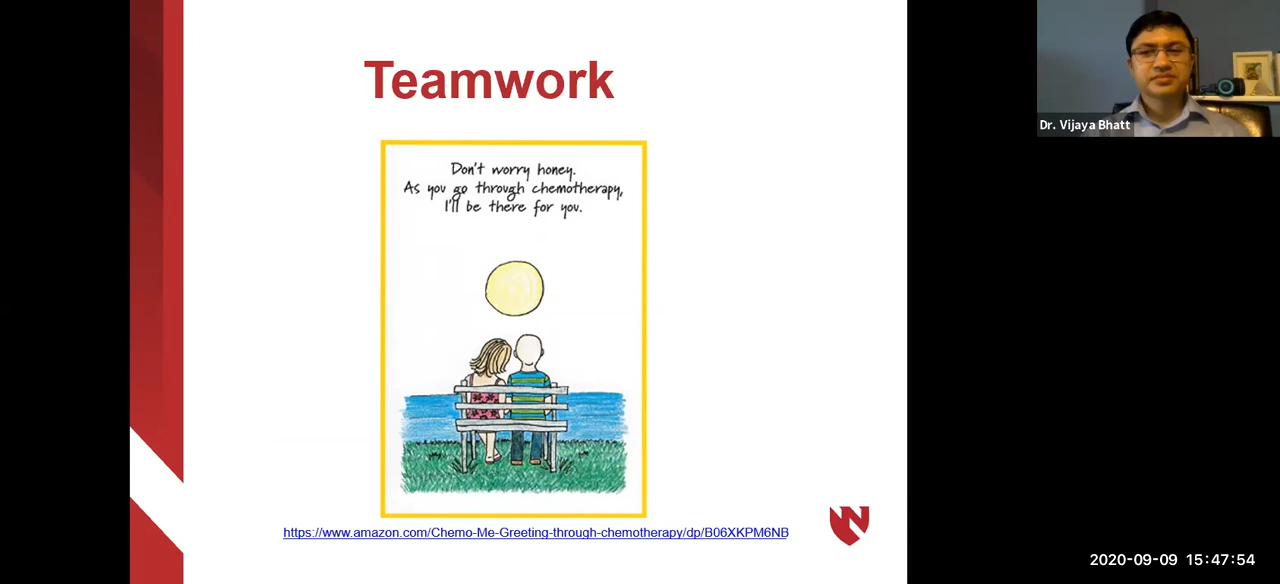 Teamwork
Don't worry honey.
As you go through chemotherapy,
I'll be there for you.
https://www.amazon.com/Chemo-Me-Greeting-through-chemotherapy/dp/B06XKPM6NB
N
Dr. Vijaya Bhatt
2020-09-09 15:47:54